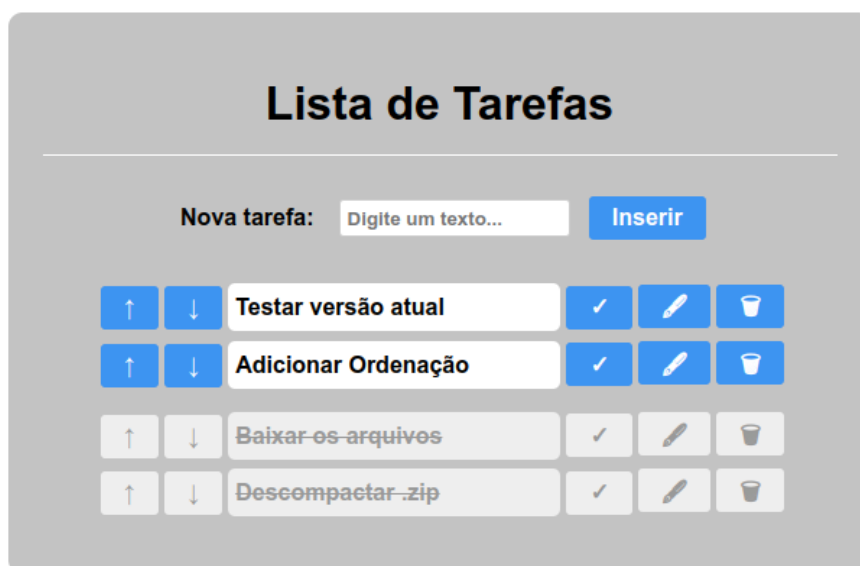 Lista de Tarefas
Nova tarefa: Digite um texto... Inserir
↑ ↓ Testar versão atual ✓
↑ ↓ Adicionar Ordenação ✓
↑ ↓ Baixar os arquivos ✓
↑ ↓ Descompactar .zip ✓